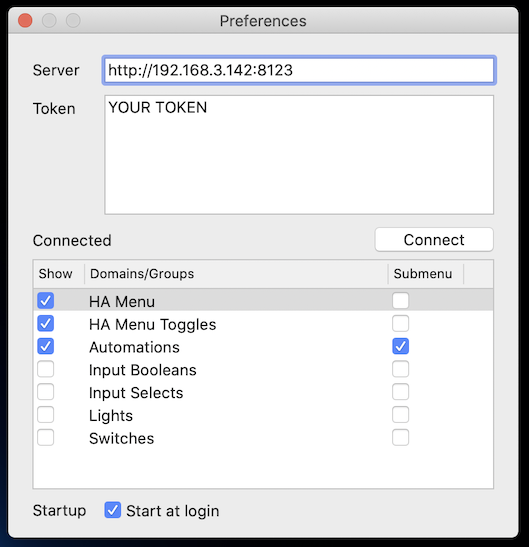 Preferences
Server http://192.168.3.142:8123
Token YOUR TOKEN
Connected Connect
Show Domains/Groups Submenu
HA Menu
HA Menu Toggles
Automations
Input Booleans
Input Selects
Lights
Switches
Startup Start at login